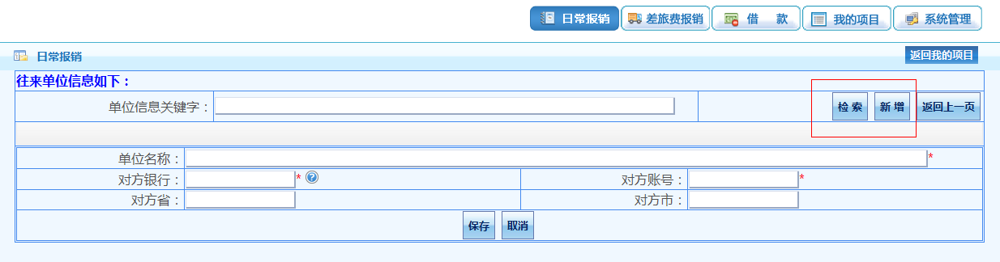 日常报销 差旅费报销 借 款 我的项目 系统管理
日常报销 返回我的项目
往来单位信息如下：
单位信息关键字： 检 索 新 增 返回上一页
单位名称： *
对方银行： * ? 对方账号： *
对方省： 对方市：
保存 取消